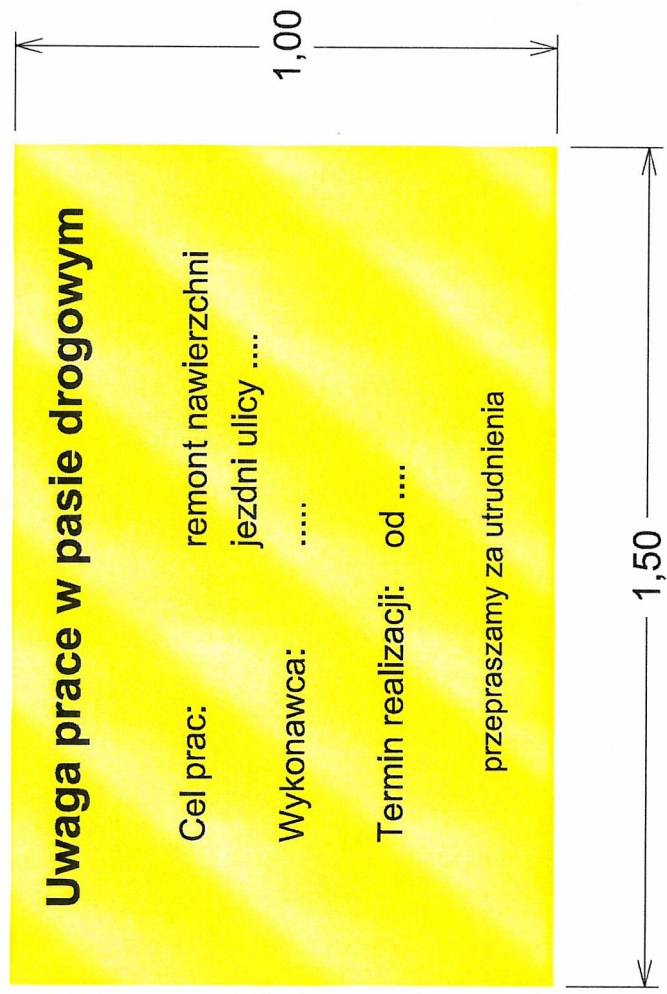 Uwaga prace w pasie drogowym
Cel prac: remont nawierzchni
jezdni ulicy ....
Wykonawca: .....
Termin realizacji: od ....
przepraszamy za utrudnienia
1,00
1,50